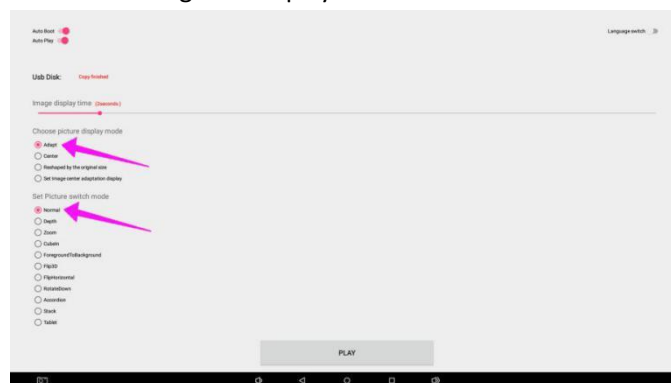 Auto Boot
Language switch
Auto Play
Usb Disk: Copy finished
Image display time
Choose picture display mode
Adapt
Center
Reshaped by the original size
Set image center adaptation display
Set Picture switch mode
Normal
Depth
Zoom
CubeIn
ForegroundToBackground
Flip3D
FlipHorizontal
RotateDown
Accordion
Stack
Tablet
PLAY